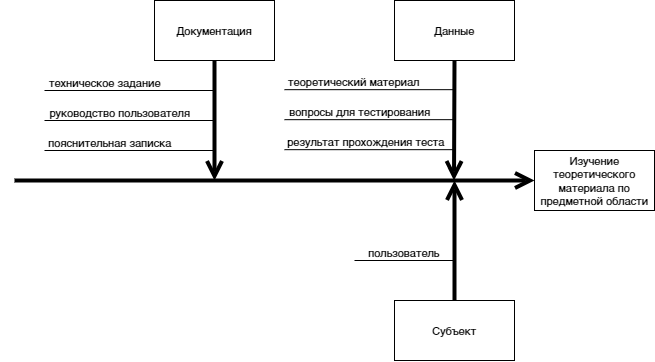 Документация
Данные
техническое задание
руководство пользователя
пояснительная записка
теоретический материал
вопросы для тестирования
результат прохождения теста
Изучение
теоретического
материала по
предметной области
пользователь
Субъект